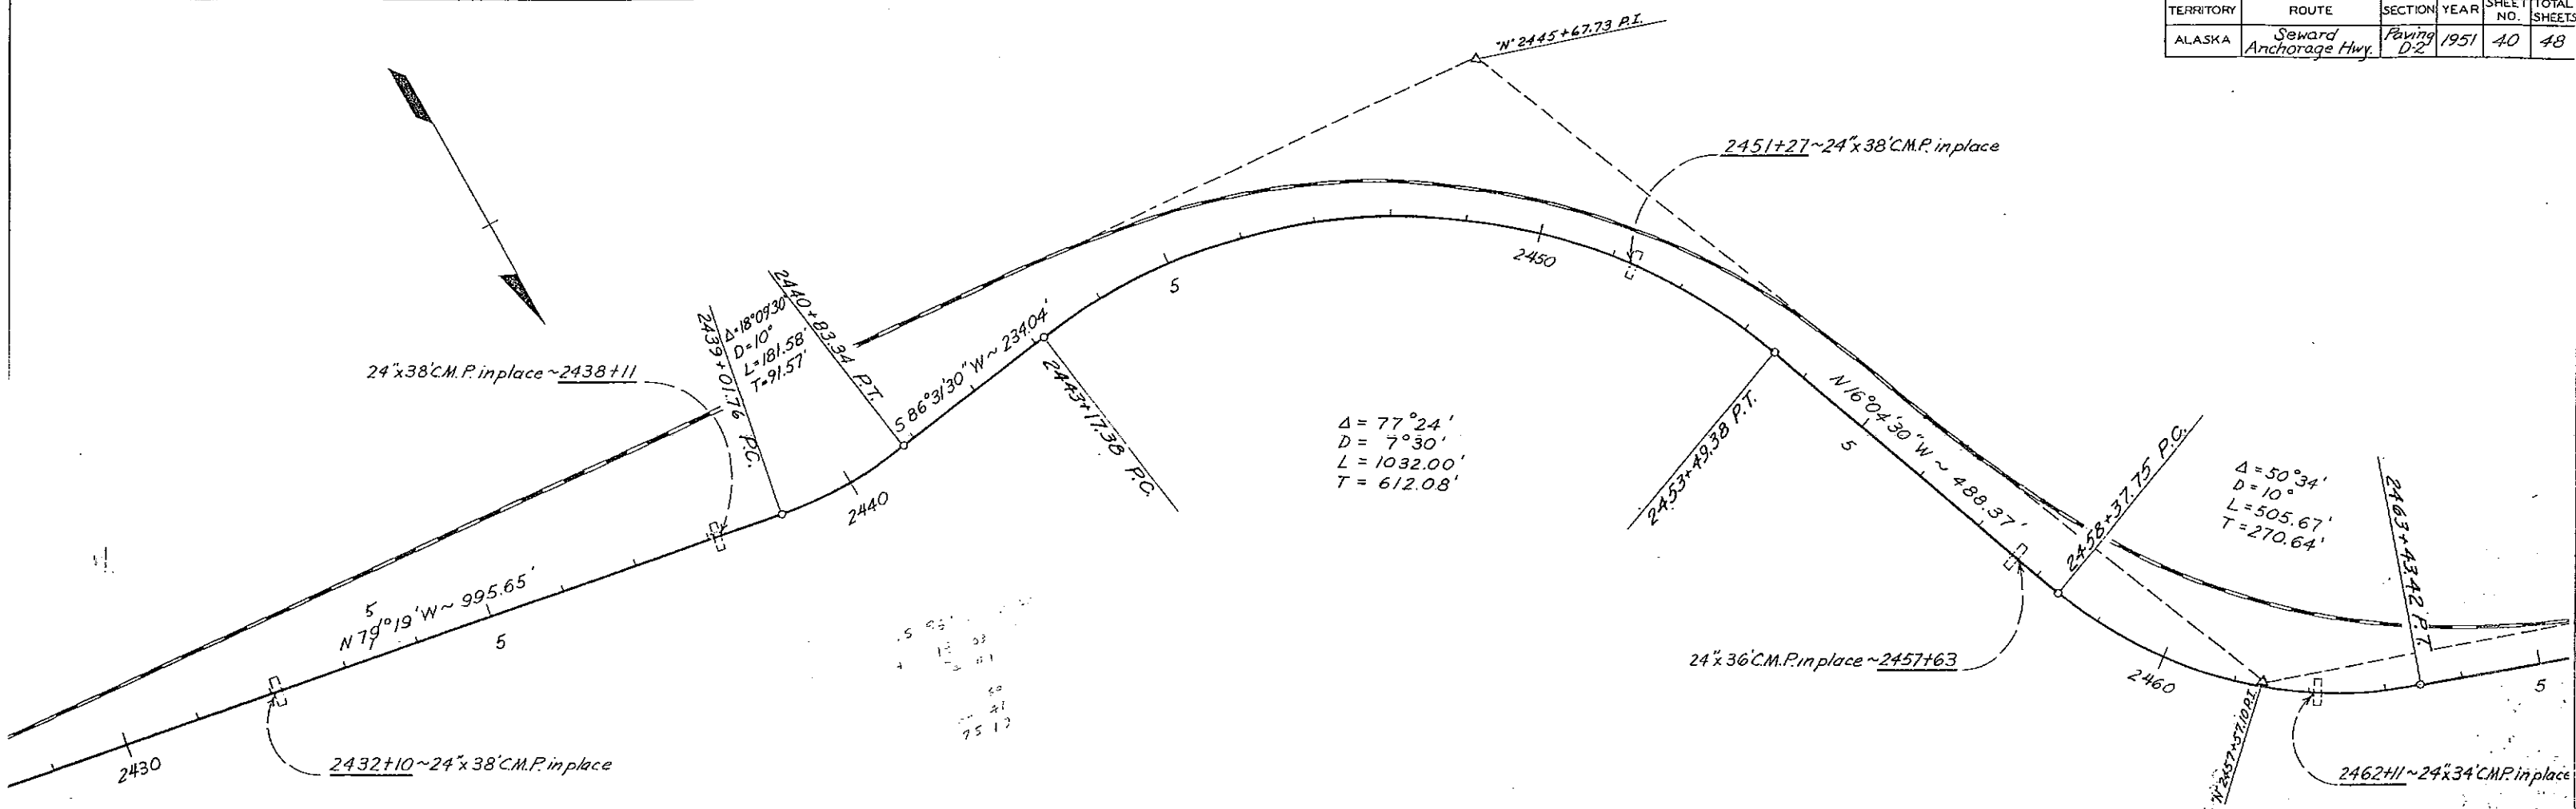 TERRITORY ROUTE SECTION YEAR SHEET NO. TOTAL SHEETS
ALASKA Seward Anchorage Hwy. Paving D-2 1951 40 48
"N" 2445+67.73 P.I.
2451+27~24"x38'C.M.P. in place
24"x38'C.M.P. in place~2438+11
2439+01.76 P.C.
Δ=18°09'30"
D=10°
L=181.58'
T=91.57'
2440+83.34 P.T.
S 86°31'30"W~234.04'
2443+17.38 P.C.
5
2450
2440
Δ= 77°24'
D= 7°30'
L=1032.00'
T= 612.08'
2453+49.38 P.T.
N 16°04'30"W~488.37'
5
2458+37.75 P.C.
Δ=50°34'
D=10°
L=505.67'
T=270.64'
2463+43.42 P.T.
5
N 79°19'W~995.65'
5
24"x36'C.M.P. in place~2457+63
2460
5
2430
2432+10~24"x38'C.M.P. in place
"N" 2457+57.10 P.I.
2462+11~24"x34'C.M.P. in place